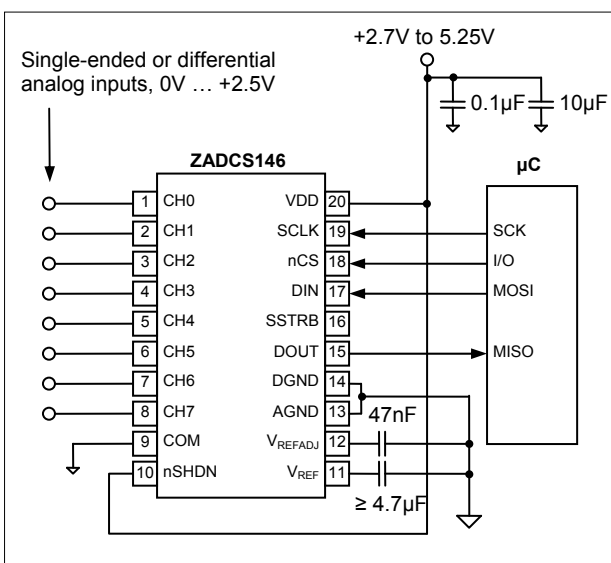 +2.7V to 5.25V
Single-ended or differential
analog inputs, 0V … +2.5V
0.1µF
10µF
ZADCS146
µC
1 CH0 VDD 20
2 CH1 SCLK 19 SCK
3 CH2 nCS 18 I/O
4 CH3 DIN 17 MOSI
5 CH4 SSTRB 16
6 CH5 DOUT 15 MISO
7 CH6 DGND 14
8 CH7 AGND 13
47nF
9 COM VREFADJ 12
10 nSHDN VREF 11
≥ 4.7µF